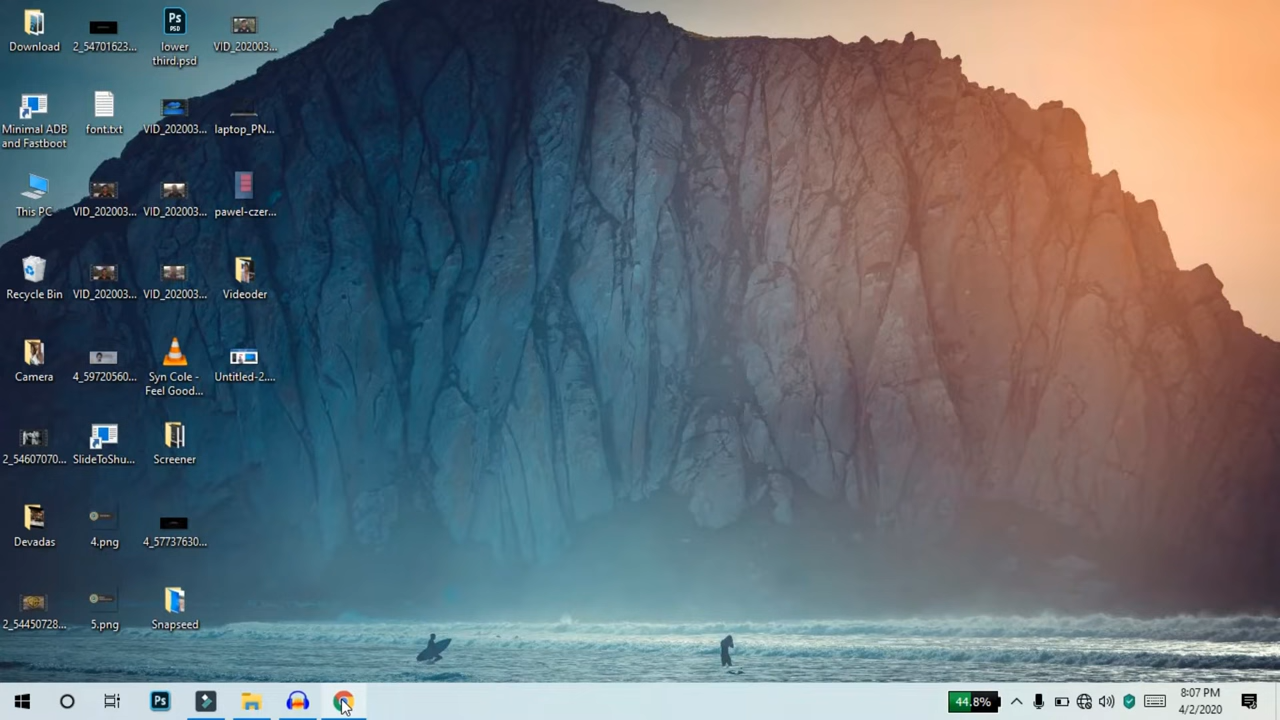 Download
2_54701623...
Ps
PSD
lower
third.psd
VID_202003...
Minimal ADB
and Fastboot
font.txt
VID_202003...
laptop_PN...
This PC
VID_202003...
VID_202003...
pawel-czer...
Recycle Bin
VID_202003...
VID_202003...
Videoder
Camera
4_59720560...
Syn Cole -
Feel Good...
Untitled-2....
2_54607070...
SlideToShu...
Screener
Devadas
4.png
4_57737630...
2_54450728...
5.png
Snapseed
Ps
44.8%
8:07 PM
4/2/2020